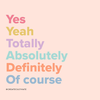 Yes
Yeah
Totally
Absolutely
Definitely
Of course